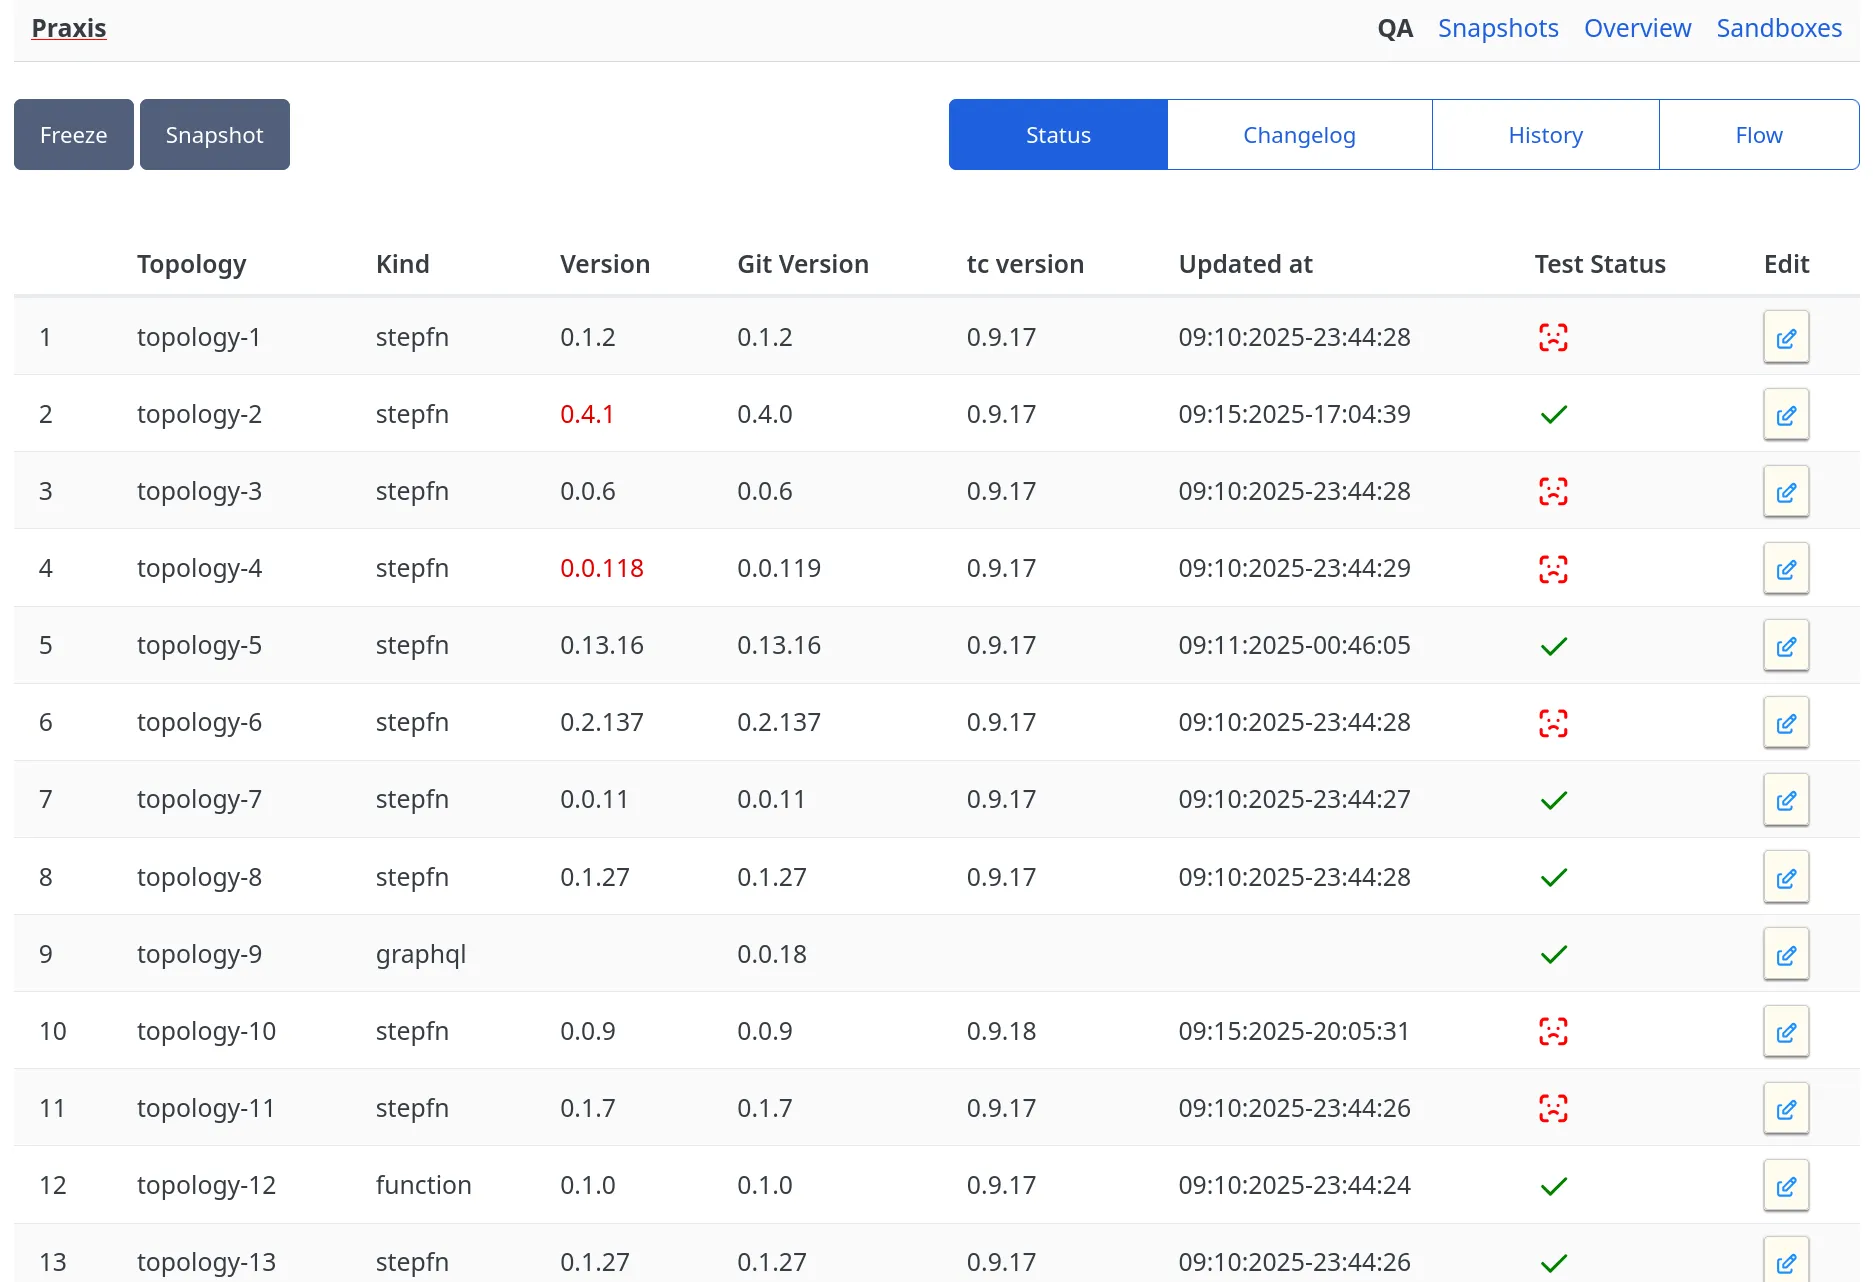 Praxis QA Snapshots Overview Sandboxes
Freeze Snapshot Status Changelog History Flow
Topology Kind Version Git Version tc version Updated at Test Status Edit
1 topology-1 stepfn 0.1.2 0.1.2 0.9.17 09:10:2025-23:44:28
2 topology-2 stepfn 0.4.1 0.4.0 0.9.17 09:15:2025-17:04:39
3 topology-3 stepfn 0.0.6 0.0.6 0.9.17 09:10:2025-23:44:28
4 topology-4 stepfn 0.0.118 0.0.119 0.9.17 09:10:2025-23:44:29
5 topology-5 stepfn 0.13.16 0.13.16 0.9.17 09:11:2025-00:46:05
6 topology-6 stepfn 0.2.137 0.2.137 0.9.17 09:10:2025-23:44:28
7 topology-7 stepfn 0.0.11 0.0.11 0.9.17 09:10:2025-23:44:27
8 topology-8 stepfn 0.1.27 0.1.27 0.9.17 09:10:2025-23:44:28
9 topology-9 graphql 0.0.18
10 topology-10 stepfn 0.0.9 0.0.9 0.9.18 09:15:2025-20:05:31
11 topology-11 stepfn 0.1.7 0.1.7 0.9.17 09:10:2025-23:44:26
12 topology-12 function 0.1.0 0.1.0 0.9.17 09:10:2025-23:44:24
13 topology-13 stepfn 0.1.27 0.1.27 0.9.17 09:10:2025-23:44:26